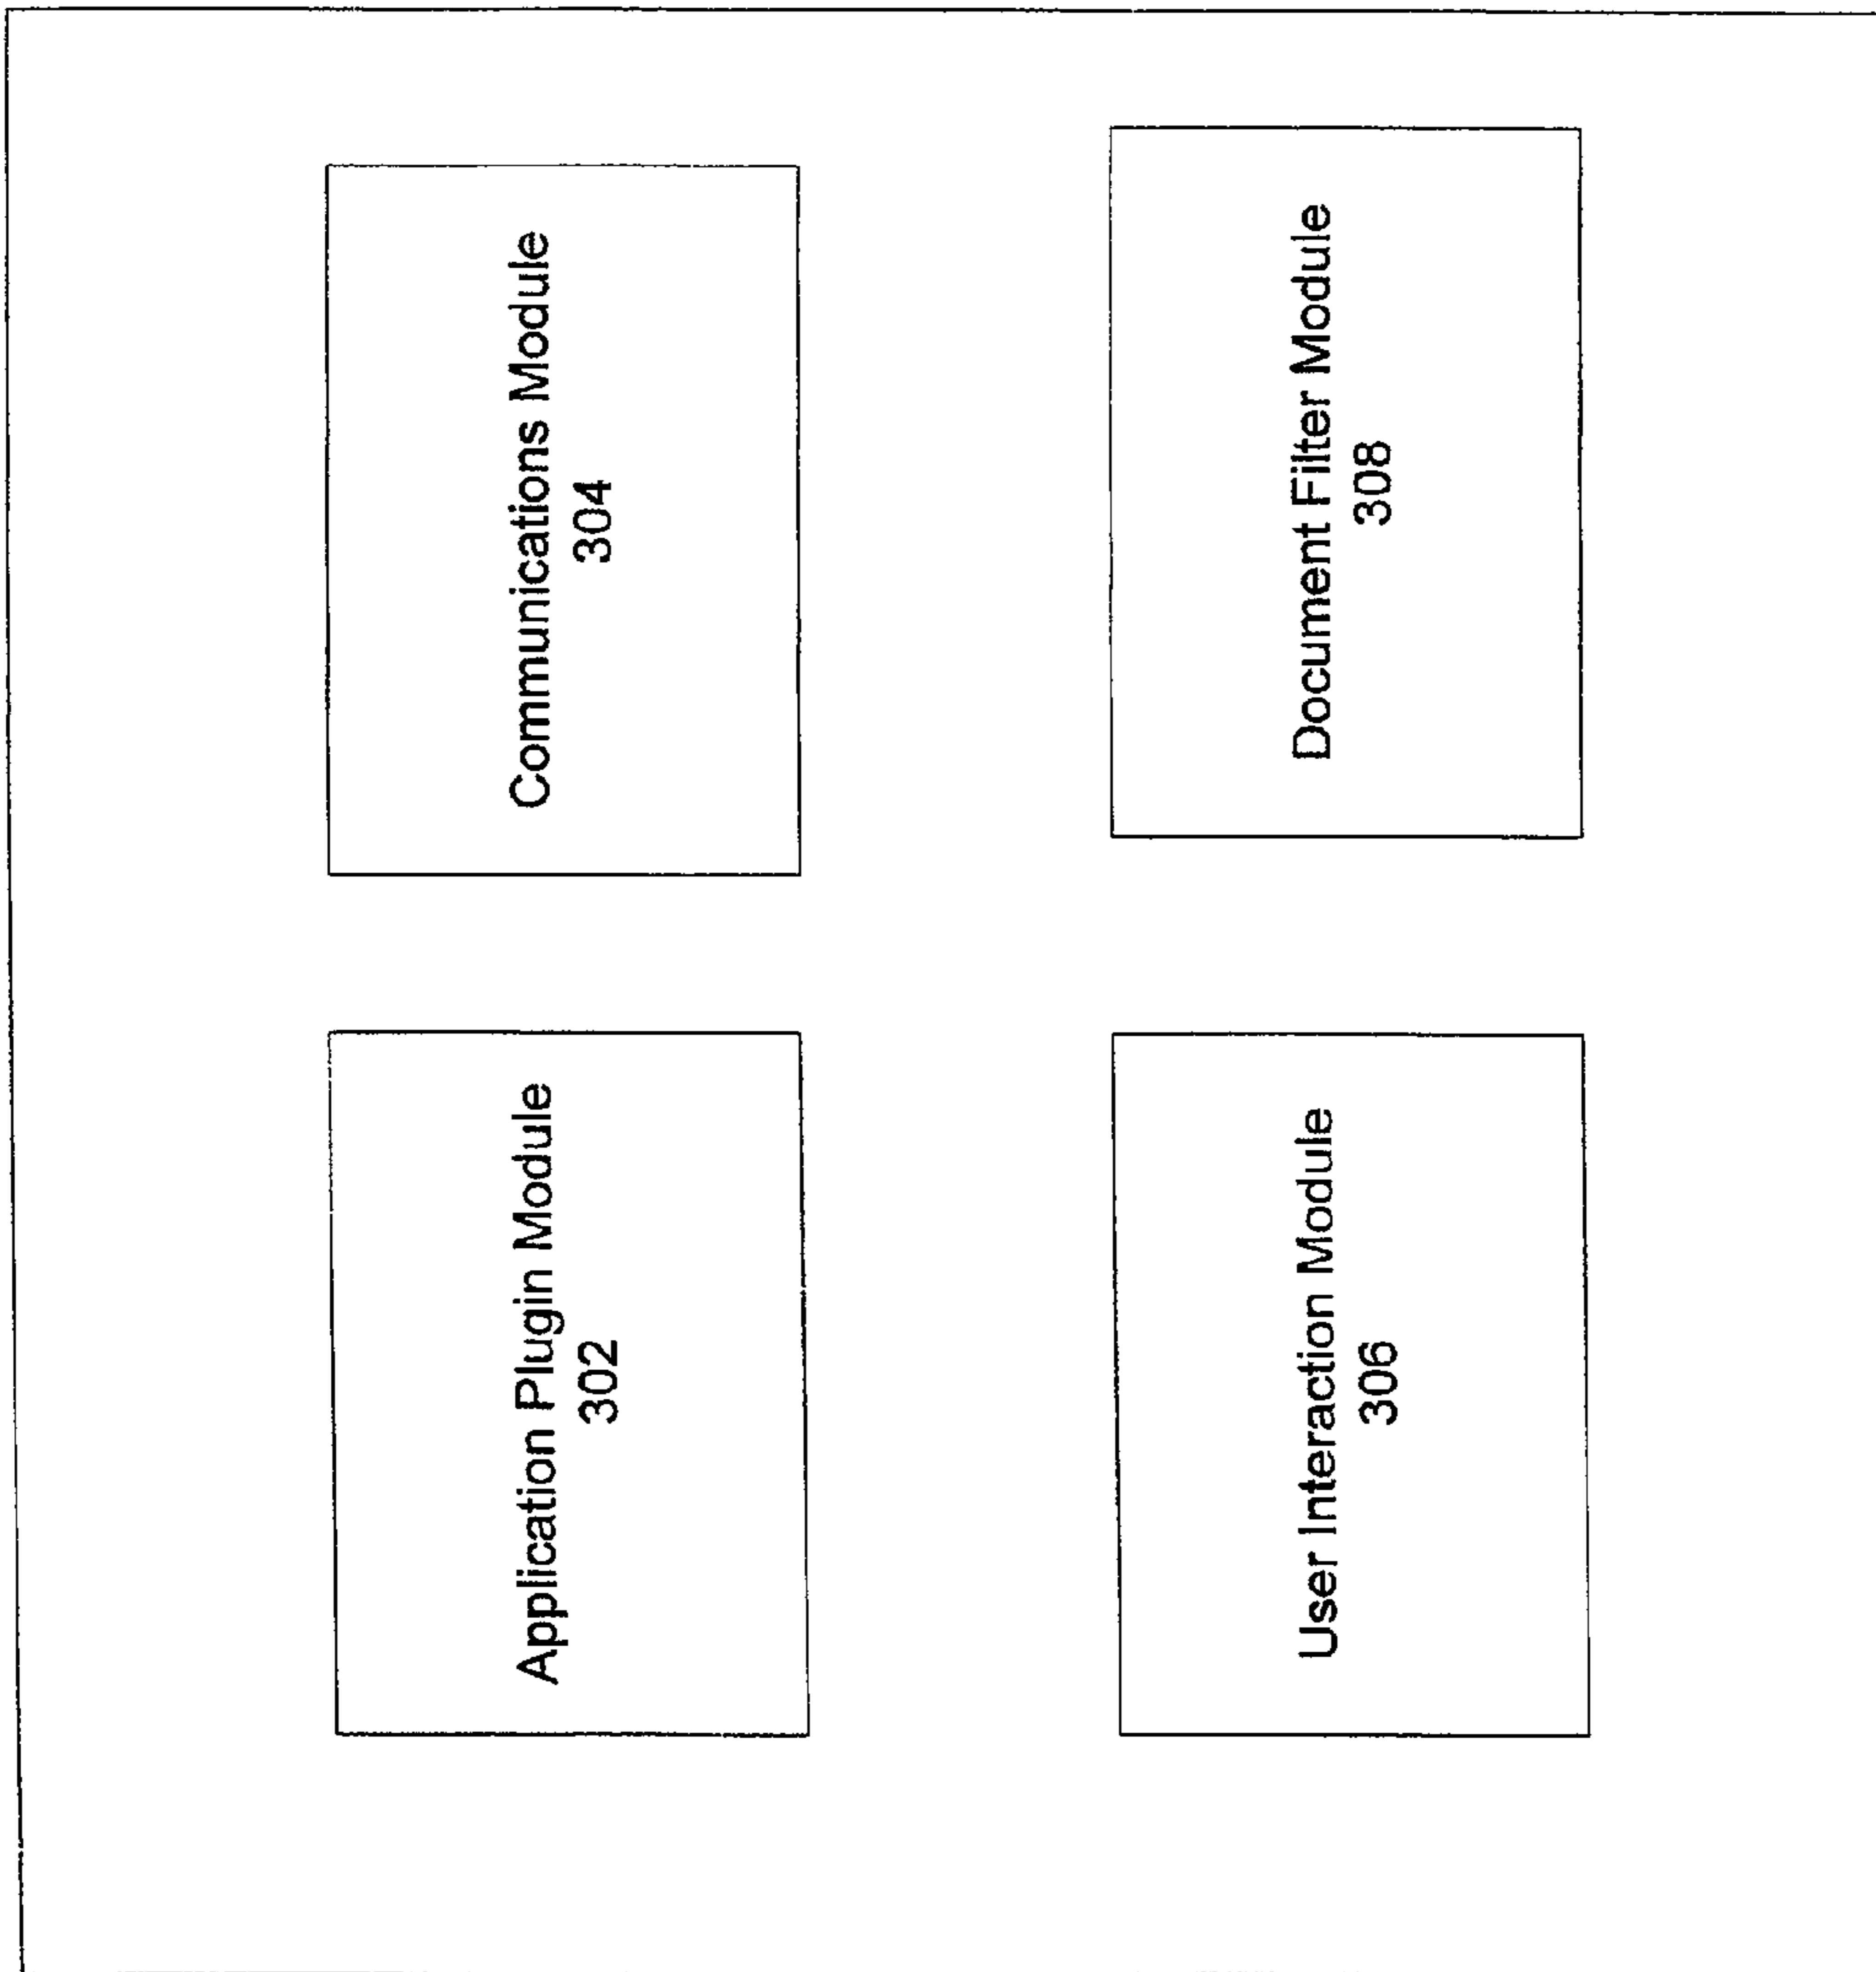 Application Plugin Module
302
Communications Module
304
User Interaction Module
306
Document Filter Module
308